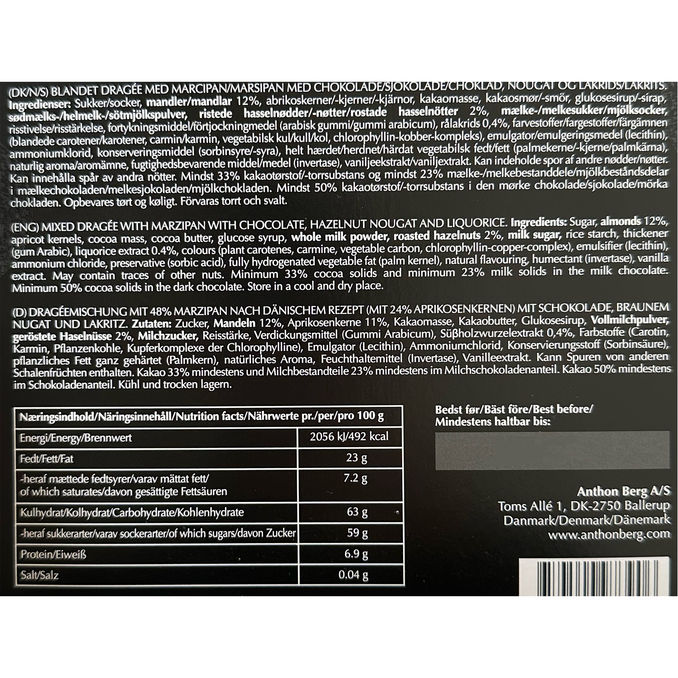 (DK/N/S) BLANDET DRAGÉE MED MARCIPAN/MARSIPAN MED CHOKOLADE/SJOKOLADE/CHOKLAD, NOUGAT OG LAKRIDS/LAKRITS.
Ingredienser: Sukker/socker, mandler/mandlar 12%, abrikoskerner/-kjerner/-kjärnor, kakaomasse, kakaosmør/-smör, glukosesirup/-sirap,
sødmælks-/helmelk-/sötmjölkspulver, ristede hasselnødder/-nøtter/rostade hasselnötter 2%, mælke-/melkesukker/mjölksocker,
risstivelse/risstärkelse, fortykningsmiddel/förtjockningsmedel (arabisk gummi/gummi arabicum), rålakrids 0,4%, farvestoffer/fargestoffer/färgämnen
(blandede carotener/karotener, carmin/karmin, vegetabilsk kul/kull/kol, chlorophyllin-kobber-kompleks), emulgator/emulgeringsmedel (lecithin),
ammoniumklorid, konserveringsmiddel (sorbinsyre/-syra), helt hærdet/herdret/härdat vegetabilsk fedt/fett (palmekerne/-kjerne/palmkärna),
naturlig aroma/aromämne, fugtighedsbevarende middel/medel (invertase), vaniljeekstrakt/vaniljextrakt. Kan indeholde spor af andre nødder/nøtter.
Kan innehålla spår av andra nötter. Mindst 33% kakaotørstof/-torrsubstans og mindst 23% mælke-/melkebestanddele/mjölkbeståndsdelar
i mælkechokoladen/melkesjokoladen/mjölkchokladen. Mindst 50% kakaotørstof/-torrsubstans i den mørke chokolade/sjokolade/mörka
chokladen. Opbevares tørt og køligt. Förvaras torrt och svalt.
(ENG) MIXED DRAGÉE WITH MARZIPAN WITH CHOCOLATE, HAZELNUT NOUGAT AND LIQUORICE. Ingredients: Sugar, almonds 12%,
apricot kernels, cocoa mass, cocoa butter, glucose syrup, whole milk powder, roasted hazelnuts 2%, milk sugar, rice starch, thickener
(gum Arabic), liquorice extract 0.4%, colours (plant carotenes, carmine, vegetable carbon, chlorophyllin-copper-complex), emulsifier (lecithin),
ammonium chloride, preservative (sorbic acid), fully hydrogenated vegetable fat (palm kernel), natural flavouring, humectant (invertase), vanilla
extract. May contain traces of other nuts. Minimum 33% cocoa solids and minimum 23% milk solids in the milk chocolate.
Minimum 50% cocoa solids in the dark chocolate. Store in a cool and dry place.
(D) DRAGÉEMISCHUNG MIT 48% MARZIPAN NACH DÄNISCHEM REZEPT (MIT 24% APRIKOSENKERNEN) MIT SCHOKOLADE, BRAUNEM
NUGAT UND LAKRITZ. Zutaten: Zucker, Mandeln 12%, Aprikosenkerne 11%, Kakaomasse, Kakaobutter, Glukosesirup, Vollmilchpulver,
geröstete Haselnüsse 2%, Milchzucker, Reisstärke, Verdickungsmittel (Gummi Arabicum), Süßholzwurzelextrakt 0,4%, Farbstoffe (Carotin,
Karmin, Pflanzenkohle, Kupferkomplexe der Chlorophylline), Emulgator (Lecithin), Ammoniumchlorid, Konservierungsstoff (Sorbinsäure),
pflanzliches Fett ganz gehärtet (Palmkern), natürliches Aroma, Feuchthaltemittel (Invertase), Vanilleextrakt. Kann Spuren von anderen
Schalenfrüchten enthalten. Kakao 33% mindestens und Milchbestandteile 23% mindestens im Milchschokoladenanteil. Kakao 50% mindestens
im Schokoladenanteil. Kühl und trocken lagern.
Næringsindhold/Näringsinnehåll/Nutrition facts/Nährwerte pr./per/pro 100 g
Energi/Energy/Brennwert 2056 kJ/492 kcal
Fedt/Fett/Fat 23 g
-heraf mættede fedtsyrer/varav mättat fett/
of which saturates/davon gesättigte Fettsäuren 7.2 g
Kulhydrat/Kolhydrat/Carbohydrate/Kohlenhydrate 63 g
-heraf sukkerarter/varav sockerarter/of which sugars/davon Zucker 59 g
Protein/Eiweiß 6.9 g
Salt/Salz 0.04 g
Bedst før/Bäst före/Best before/
Mindestens haltbar bis:
Anthon Berg A/S
Toms Allé 1, DK-2750 Ballerup
Danmark/Denmark/Dänemark
www.anthonberg.com